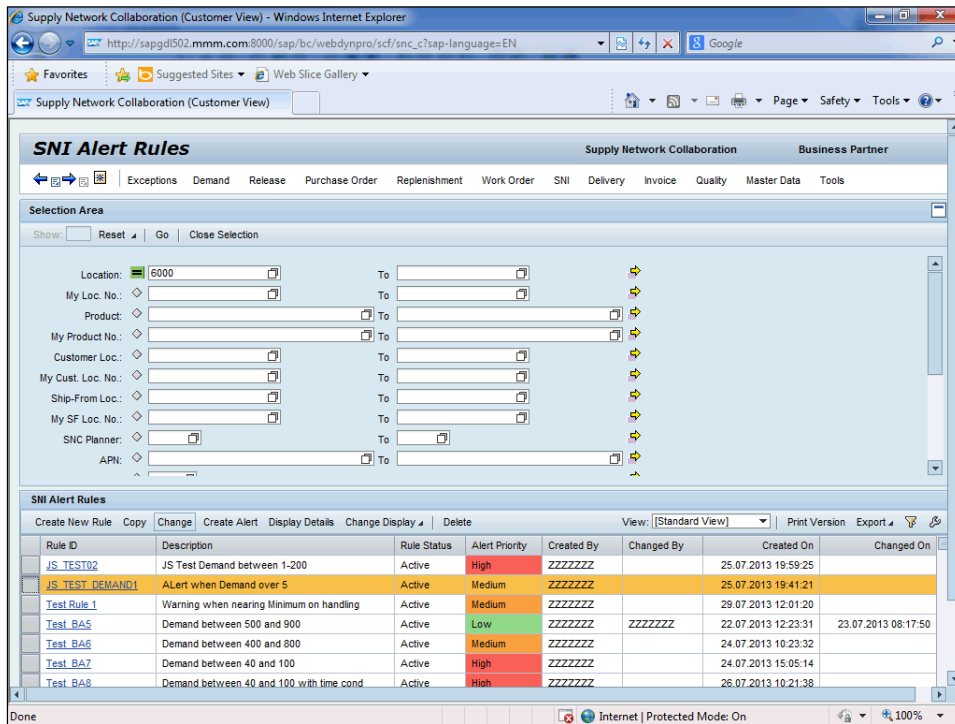 Supply Network Collaboration (Customer View) - Windows Internet Explorer
http://sapgdl502.mmm.com:8000/sap/bc/webdynpro/scf/snc_c?sap-language=EN
Google
Favorites Suggested Sites Web Slice Gallery
Supply Network Collaboration (Customer View) Page Safety Tools
SNI Alert Rules Supply Network Collaboration Business Partner
Exceptions Demand Release Purchase Order Replenishment Work Order SNI Delivery Invoice Quality Master Data Tools
Selection Area
Show: Reset Go Close Selection
Location: 6000 To
My Loc. No.: To
Product: To
My Product No.: To
Customer Loc.: To
My Cust. Loc. No.: To
Ship-From Loc.: To
My SF Loc. No.: To
SNC Planner: To
APN: To
SNI Alert Rules
Create New Rule Copy Change Create Alert Display Details Change Display Delete View: [Standard View] Print Version Export
Rule ID Description Rule Status Alert Priority Created By Changed By Created On Changed On
JS_TEST02 JS Test Demand between 1-200 Active High ZZZZZZZ 25.07.2013 19:59:25
JS_TEST_DEMAND1 ALert when Demand over 5 Active Medium ZZZZZZZ 25.07.2013 19:41:21
Test Rule 1 Warning when nearing Minimum on handling Active Medium ZZZZZZZ 29.07.2013 12:01:20
Test_BA5 Demand between 500 and 900 Active Low ZZZZZZZ ZZZZZZZ 22.07.2013 12:23:31 23.07.2013 08:17:50
Test_BA6 Demand between 400 and 800 Active Medium ZZZZZZZ 24.07.2013 10:23:32
Test_BA7 Demand between 40 and 100 Active High ZZZZZZZ 24.07.2013 15:05:14
Test_BA8 Demand between 40 and 100 with time cond Active High ZZZZZZZ 26.07.2013 10:21:38
Done Internet | Protected Mode: On 100%